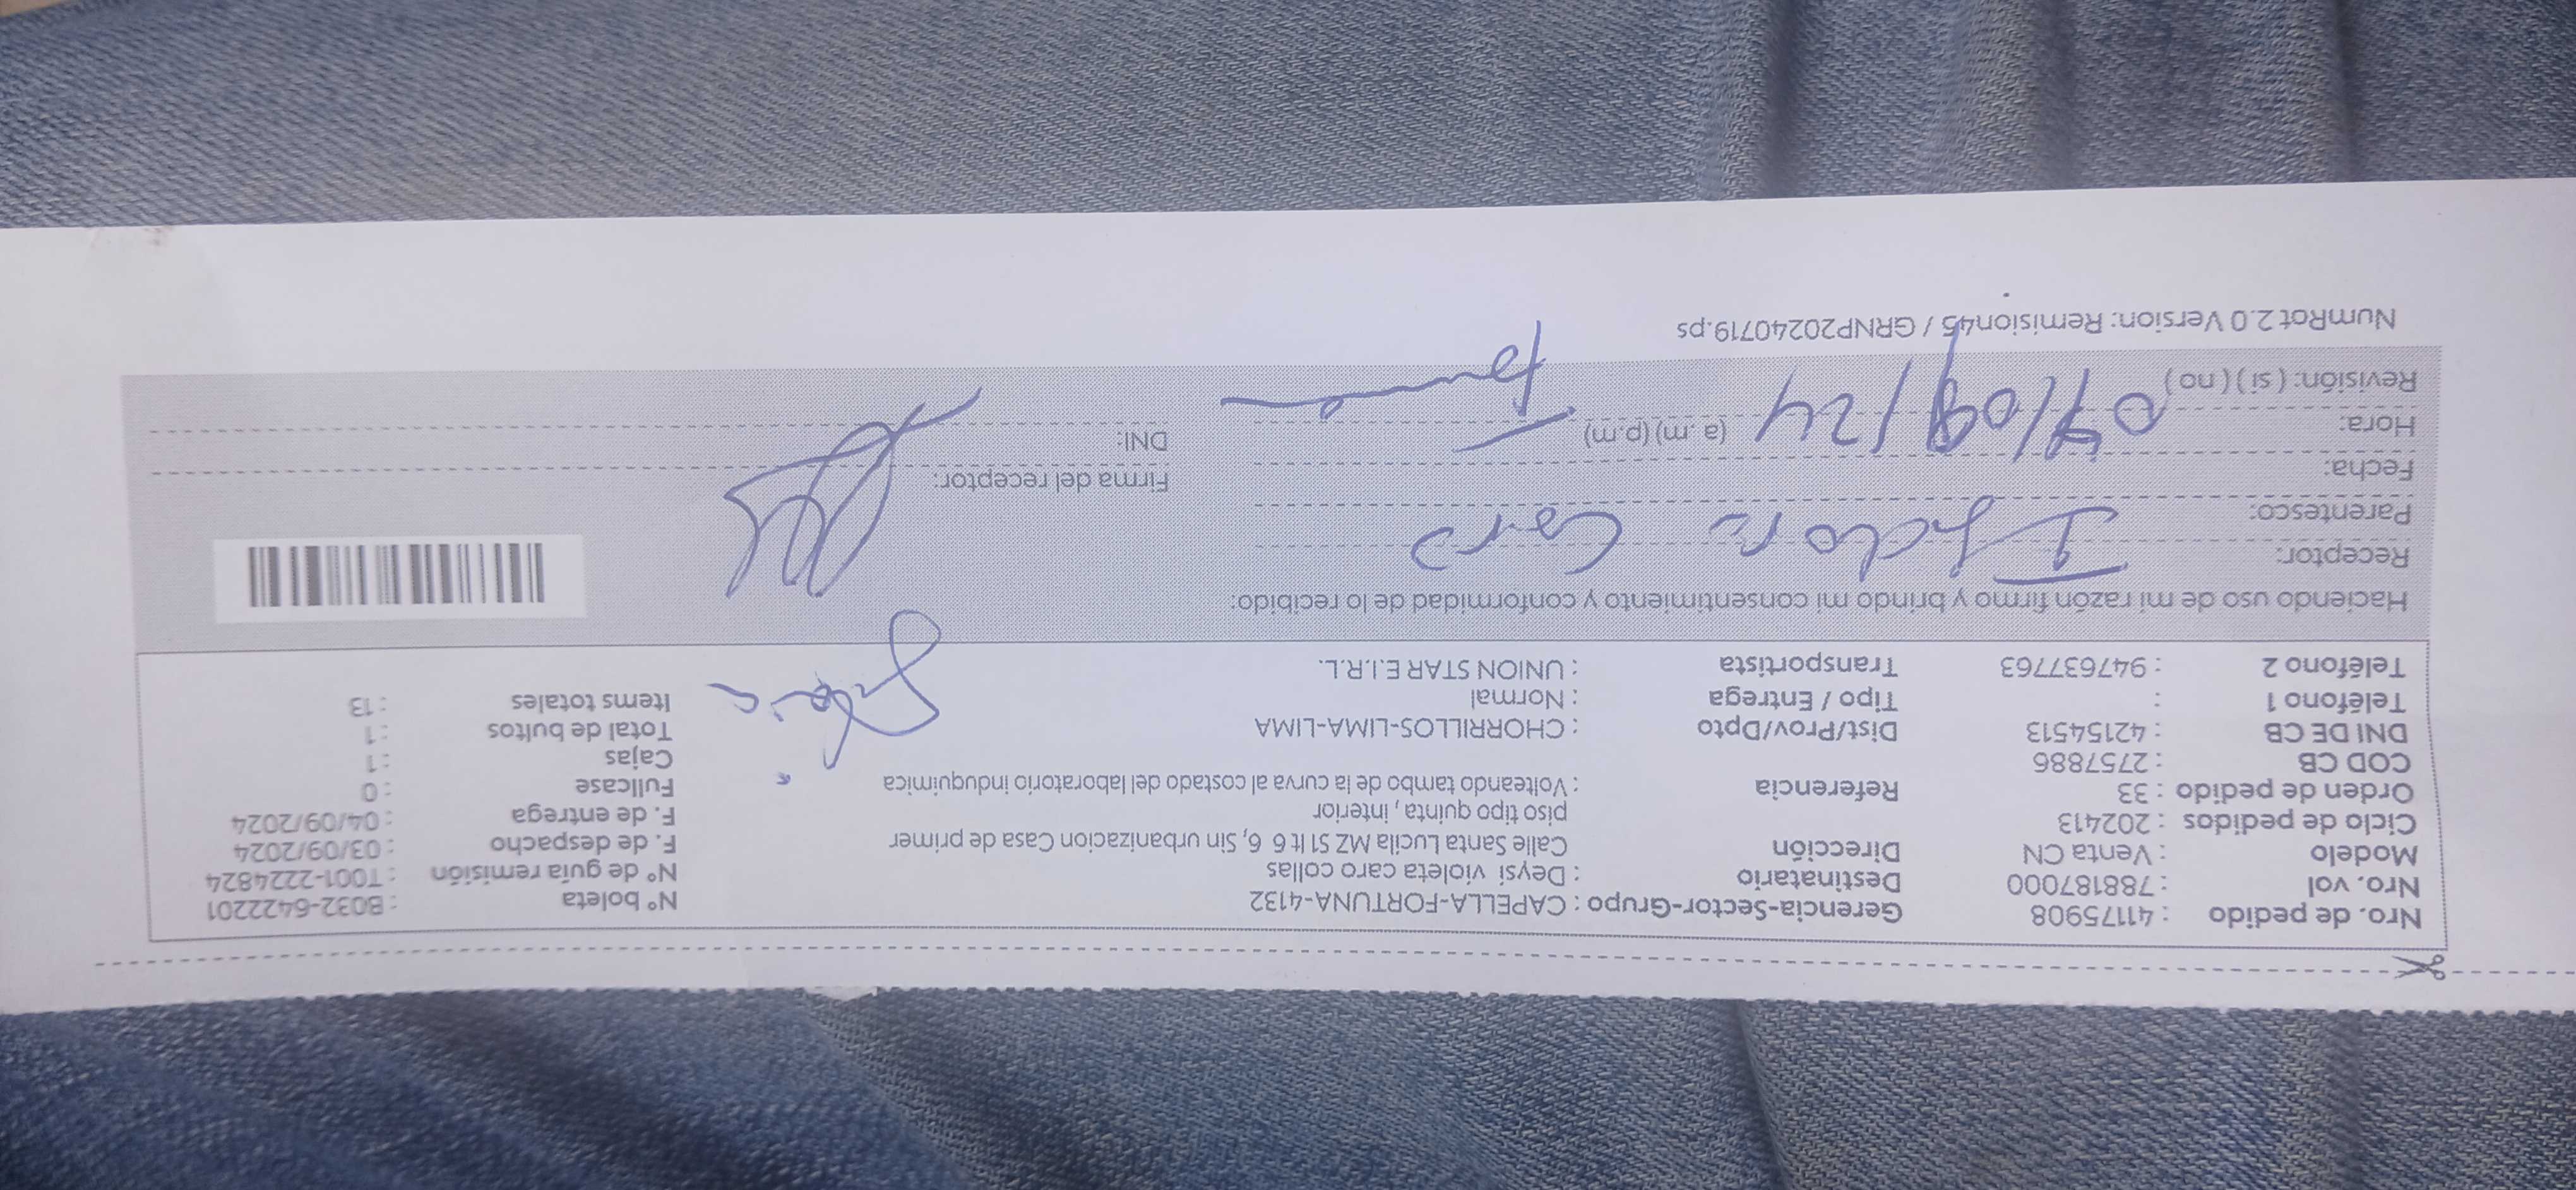 Nro. de pedido : 41175908 Gerencia-Sector-Grupo : CAPELLA-FORTUNA-4132 N° boleta : B032-6422201
Nro. vol : 788187000 Destinatario : Deysi violeta caro collas N° de guía remisión : T001-2224824
Modelo : Venta CN Dirección Calle Santa Lucila MZ S1 lt 6 6, Sin urbanizacion Casa de primer F. de despacho : 03/09/2024
Ciclo de pedidos : 202413 piso tipo quinta , interior F. de entrega : 04/09/2024
Orden de pedido : 33 Referencia : Volteando tambo de la curva al costado del laboratorio induquimica Fullcase : 0
COD CB : 2757886 Cajas : 1
DNI DE CB : 42154513 Dist/Prov/Dpto : CHORRILLOS-LIMA-LIMA Total de bultos : 1
Teléfono 1 : Tipo / Entrega : Normal Items totales : 13
Teléfono 2 : 947637763 Transportista : UNION STAR E.I.R.L.
Haciendo uso de mi razón firmo y brindo mi consentimiento y conformidad de lo recibido:
Receptor: Caro
Parentesco:
Fecha: Firma del receptor:
Hora: 07/09/24 (a .m) (p.m) DNI:
Revisión: ( sí ) ( no )
NumRot 2.0 Version: Remision45 / GRNP20240719.ps